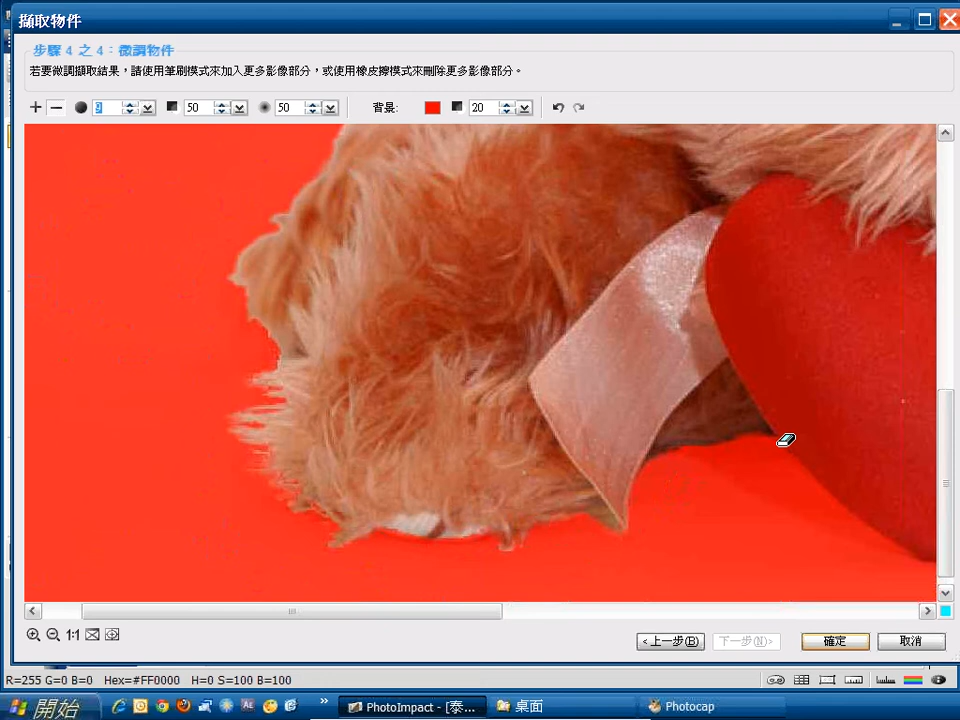 擷取物件
步驟 4 之 4：微調物件
若要微調擷取結果，請使用筆刷模式來加入更多影像部分，或使用橡皮擦模式來刪除更多影像部分。
9 50 50 背景: 20
1:1
<上一步(B) 下一步(N)> 確定 取消
R=255 G=0 B=0 Hex=#FF0000 H=0 S=100 B=100
開始 PhotoImpact - [泰... 桌面 Photocap